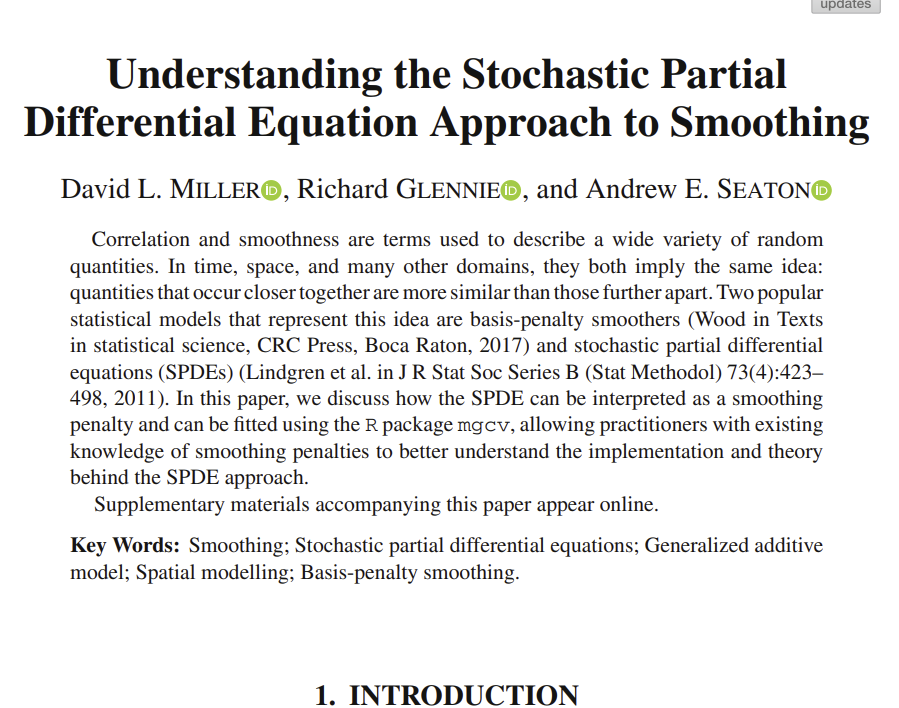 updates
Understanding the Stochastic Partial
Differential Equation Approach to Smoothing
David L. MILLER iD, Richard GLENNIE iD, and Andrew E. SEATON iD
Correlation and smoothness are terms used to describe a wide variety of random
quantities. In time, space, and many other domains, they both imply the same idea:
quantities that occur closer together are more similar than those further apart. Two popular
statistical models that represent this idea are basis-penalty smoothers (Wood in Texts
in statistical science, CRC Press, Boca Raton, 2017) and stochastic partial differential
equations (SPDEs) (Lindgren et al. in J R Stat Soc Series B (Stat Methodol) 73(4):423–
498, 2011). In this paper, we discuss how the SPDE can be interpreted as a smoothing
penalty and can be fitted using the R package mgcv, allowing practitioners with existing
knowledge of smoothing penalties to better understand the implementation and theory
behind the SPDE approach.
Supplementary materials accompanying this paper appear online.
Key Words: Smoothing; Stochastic partial differential equations; Generalized additive
model; Spatial modelling; Basis-penalty smoothing.
1. INTRODUCTION